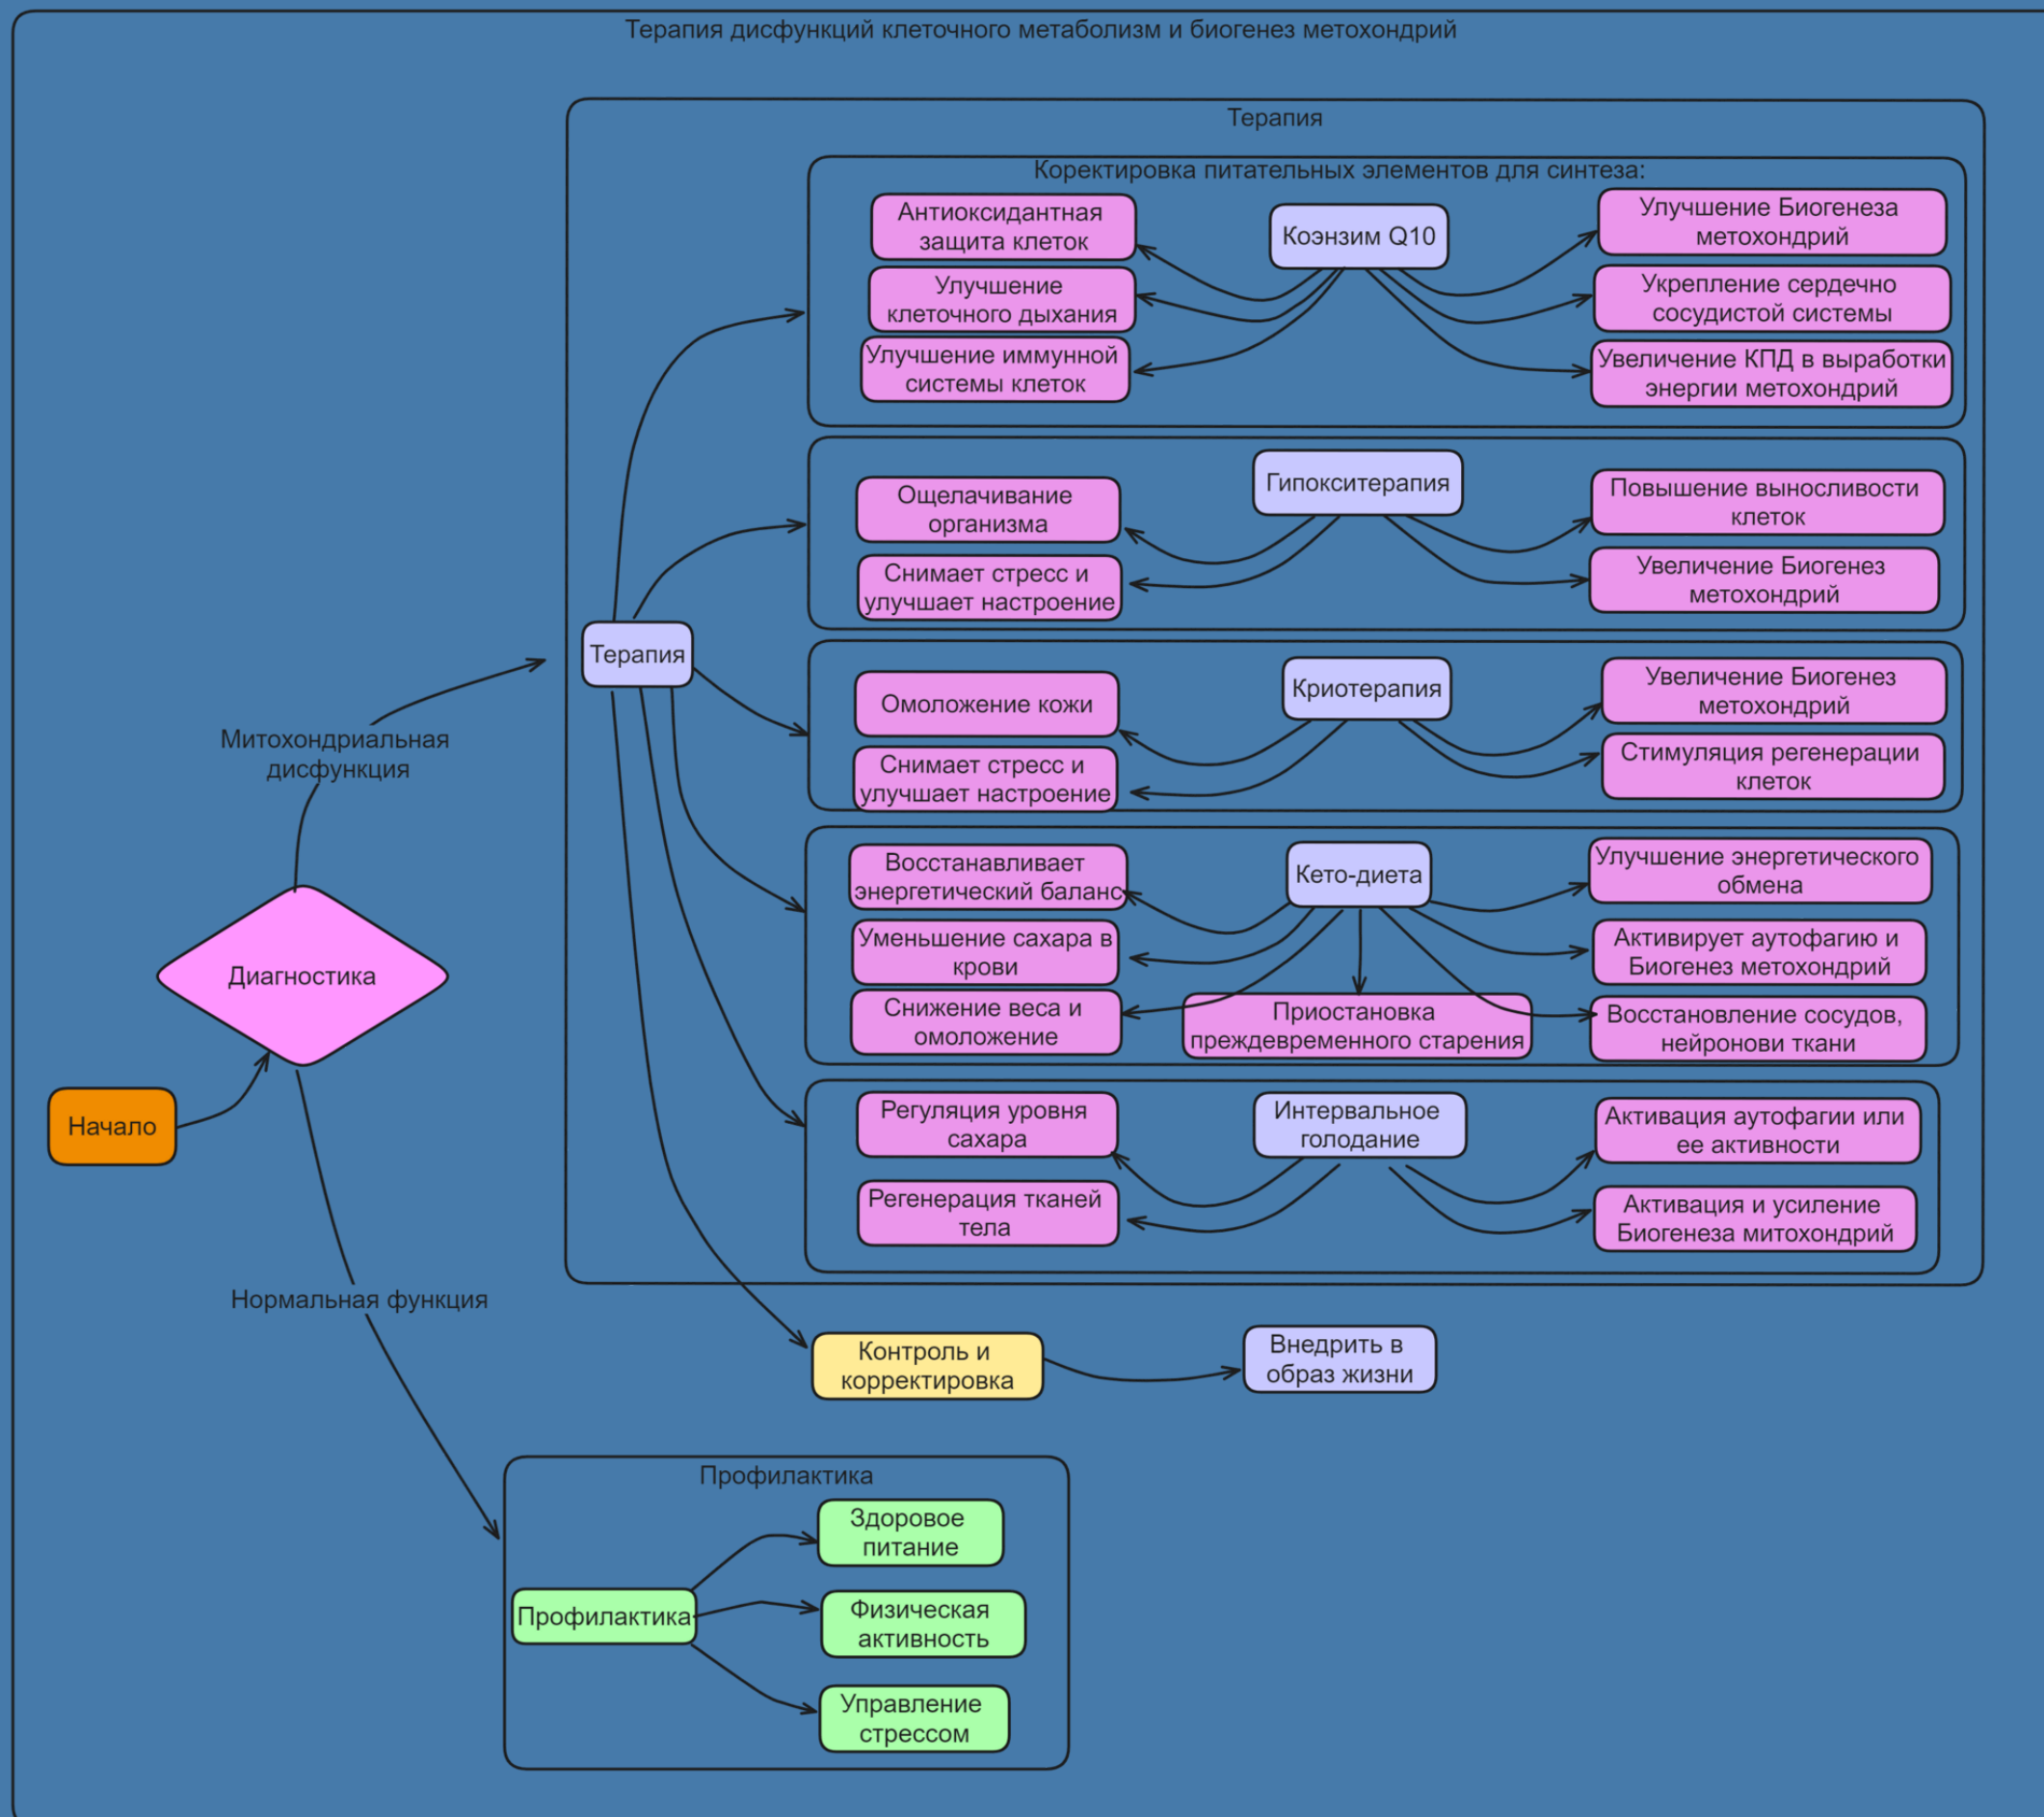 Терапия дисфункций клеточного метаболизм и биогенез метохондрий
Терапия
Коректировка питательных элементов для синтеза:
Антиоксидантная
защита клеток
Улучшение
клеточного дыхания
Улучшение иммунной
системы клеток
Коэнзим Q10
Улучшение Биогенеза
метохондрий
Укрепление сердечно
сосудистой системы
Увеличение КПД в выработки
энергии метохондрий
Ощелачивание
организма
Снимает стресс и
улучшает настроение
Гипокситерапия
Повышение выносливости
клеток
Увеличение Биогенез
метохондрий
Терапия
Омоложение кожи
Снимает стресс и
улучшает настроение
Криотерапия
Увеличение Биогенез
метохондрий
Стимуляция регенерации
клеток
Митохондриальная
дисфункция
Восстанавливает
энергетический баланс
Уменьшение сахара в
крови
Снижение веса и
омоложение
Кето-диета
Приостановка
преждевременного старения
Улучшение энергетического
обмена
Активирует аутофагию и
Биогенез метохондрий
Восстановление сосудов,
нейронови ткани
Диагностика
Начало
Регуляция уровня
сахара
Регенерация тканей
тела
Интервальное
голодание
Активация аутофагии или
ее активности
Активация и усиление
Биогенеза митохондрий
Нормальная функция
Контроль и
корректировка
Внедрить в
образ жизни
Профилактика
Профилактика
Здоровое
питание
Физическая
активность
Управление
стрессом